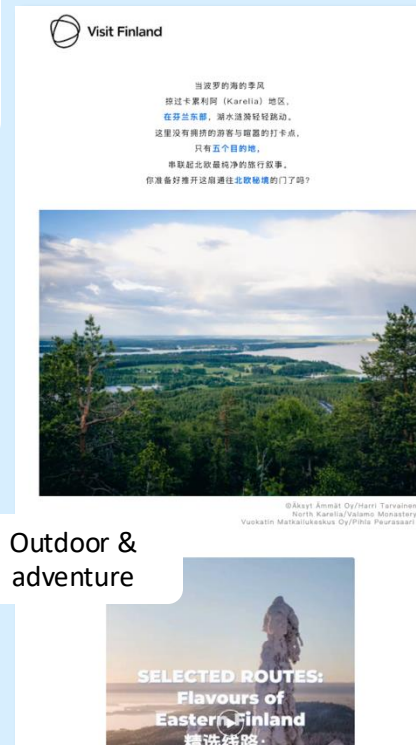 Visit Finland
当波罗的海的季风
掠过卡累利阿（Karelia）地区，
在芬兰东部，湖水涟漪轻轻跳动。
这里没有拥挤的游客与喧嚣的打卡点，
只有五个目的地，
串联起北欧最纯净的旅行叙事。
你准备好推开这扇通往北欧秘境的门了吗？
©Äksyt Ämmät Oy/Harri Tarvainen
North Karelia/Valamo Monastery
Vuokatin Matkailukeskus Oy/Pihla Peurasaari
Outdoor &
adventure
SELECTED ROUTES:
Flavours of
Eastern Finland
精选线路：